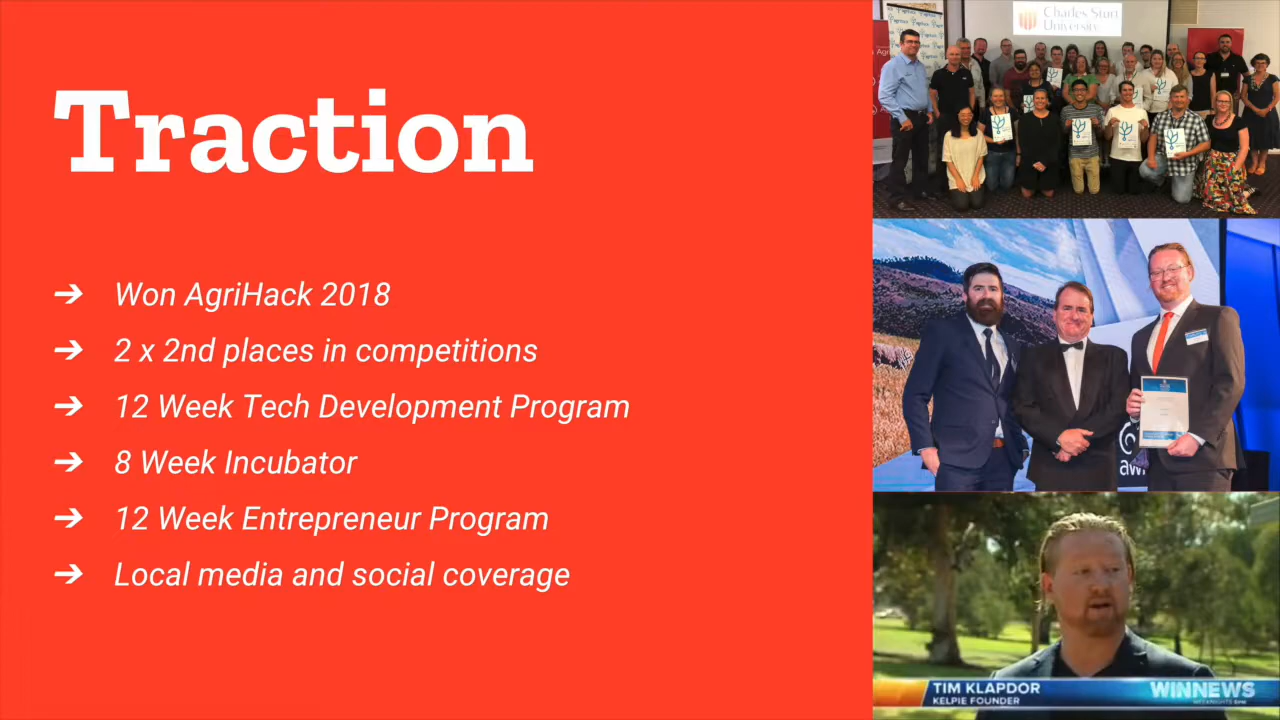 Traction
➔ Won AgriHack 2018
➔ 2 x 2nd places in competitions
➔ 12 Week Tech Development Program
➔ 8 Week Incubator
➔ 12 Week Entrepreneur Program
➔ Local media and social coverage
Charles Sturt
University
TIM KLAPDOR
KELPIE FOUNDER
WINNEWS